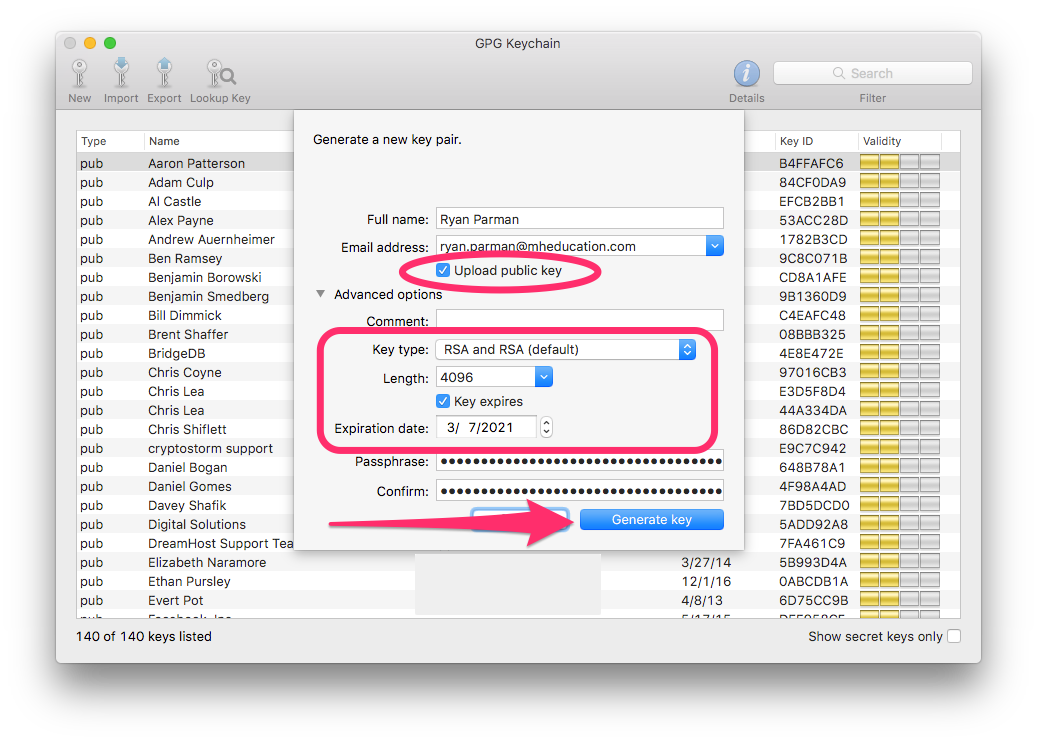 GPG Keychain
New Import Export Lookup Key Details Search Filter
Type Name Key ID Validity
Generate a new key pair.
Full name: Ryan Parman
Email address: ryan.parman@mheducation.com
Upload public key
Advanced options
Comment:
Key type: RSA and RSA (default)
Length: 4096
Key expires
Expiration date: 3/ 7/2021
Passphrase:
Confirm:
Generate key
pub Aaron Patterson B4FFAFC6
pub Adam Culp 84CF0DA9
pub Al Castle EFCB2BB1
pub Alex Payne 53ACC28D
pub Andrew Auernheimer 1782B3CD
pub Ben Ramsey 9C8C071B
pub Benjamin Borowski CD8A1AFE
pub Benjamin Smedberg 9B1360D9
pub Bill Dimmick C4EAFC48
pub Brent Shaffer 08BBB325
pub BridgeDB 4E8E472E
pub Chris Coyne 97016CB3
pub Chris Lea E3D5F8D4
pub Chris Lea 44A334DA
pub Chris Shiflett 86D82CBC
pub cryptostorm support E9C7C942
pub Daniel Bogan 648B78A1
pub Daniel Gomes 4F98A4AD
pub Davey Shafik 7BD5DCD0
pub Digital Solutions 5ADD92A8
pub DreamHost Support Tea 7FA461C9
pub Elizabeth Naramore 3/27/14 5B993D4A
pub Ethan Pursley 12/1/16 0ABCDB1A
pub Evert Pot 4/8/13 6D75CC9B
140 of 140 keys listed
Show secret keys only